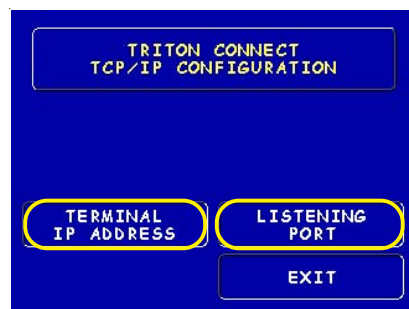 TRITON CONNECT
TCP/IP CONFIGURATION
TERMINAL
IP ADDRESS
LISTENING
PORT
EXIT